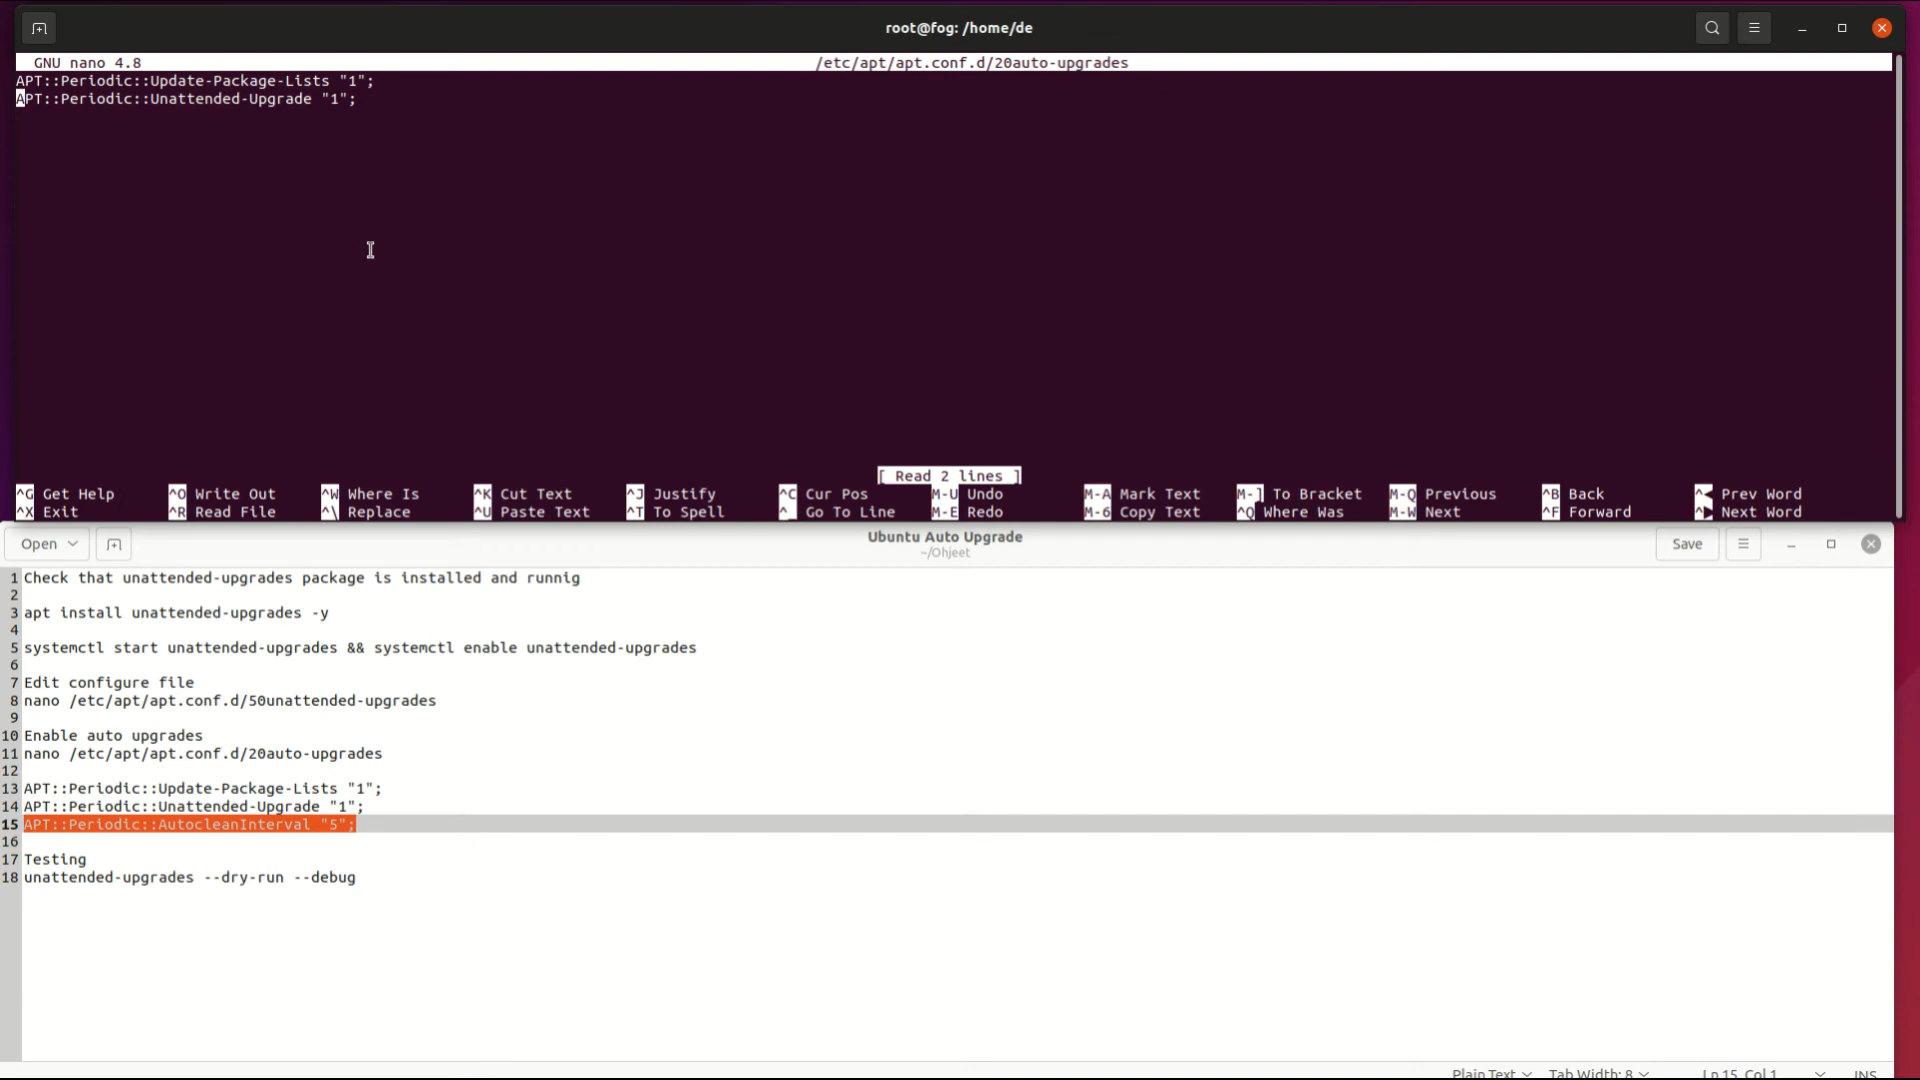 root@fog: /home/de
GNU nano 4.8 /etc/apt/apt.conf.d/20auto-upgrades
APT::Periodic::Update-Package-Lists "1";
APT::Periodic::Unattended-Upgrade "1";
[ Read 2 lines ]
^G Get Help ^O Write Out ^W Where Is ^K Cut Text ^J Justify ^C Cur Pos M-U Undo M-A Mark Text M-] To Bracket M-Q Previous ^B Back ^◀ Prev Word
^X Exit ^R Read File ^\ Replace ^U Paste Text ^T To Spell ^_ Go To Line M-E Redo M-6 Copy Text ^Q Where Was M-W Next ^F Forward ^▶ Next Word
Open Ubuntu Auto Upgrade Save
~/Ohjeet
1 Check that unattended-upgrades package is installed and runnig
2
3 apt install unattended-upgrades -y
4
5 systemctl start unattended-upgrades && systemctl enable unattended-upgrades
6
7 Edit configure file
8 nano /etc/apt/apt.conf.d/50unattended-upgrades
9
10 Enable auto upgrades
11 nano /etc/apt/apt.conf.d/20auto-upgrades
12
13 APT::Periodic::Update-Package-Lists "1";
14 APT::Periodic::Unattended-Upgrade "1";
15 APT::Periodic::AutocleanInterval "5";
16
17 Testing
18 unattended-upgrades --dry-run --debug
Plain Text Tab Width: 8 Ln 15, Col 1 INS